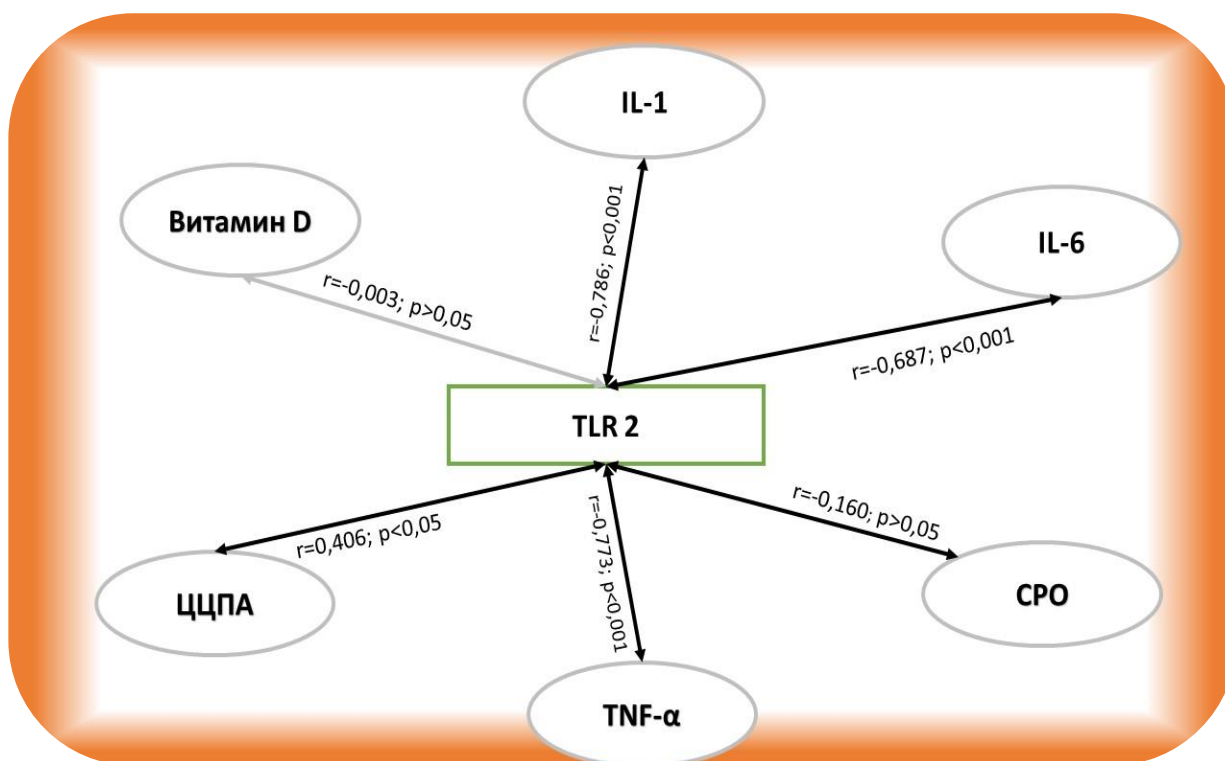 IL-1
Витамин D
IL-6
r=-0,003; p>0,05
r=-0,786; p<0,001
r=-0,687; p<0,001
TLR 2
r=0,406; p<0,05
r=-0,773; p<0,001
r=-0,160; p>0,05
ЦЦПА
СРО
TNF-α